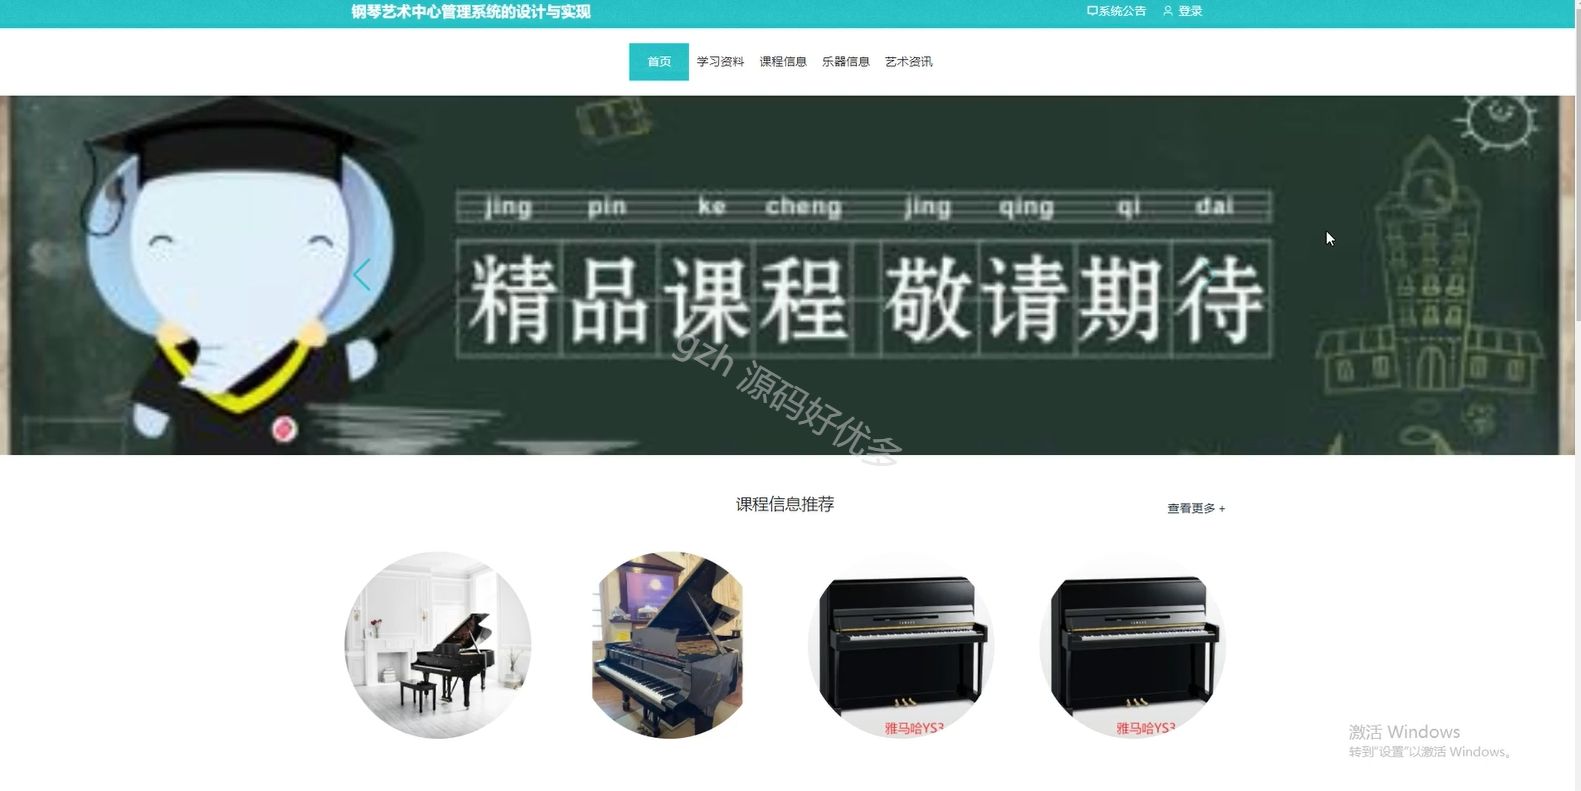 钢琴艺术中心管理系统的设计与实现
系统公告 登录
首页 学习资料 课程信息 乐器信息 艺术资讯
jing pin ke cheng jing qing qi dai
精品课程 敬请期待
gzh 源码好优多
课程信息推荐
查看更多 +
YAMAHA YAMAHA
雅马哈YS3 雅马哈YS3
激活 Windows
转到"设置"以激活 Windows。